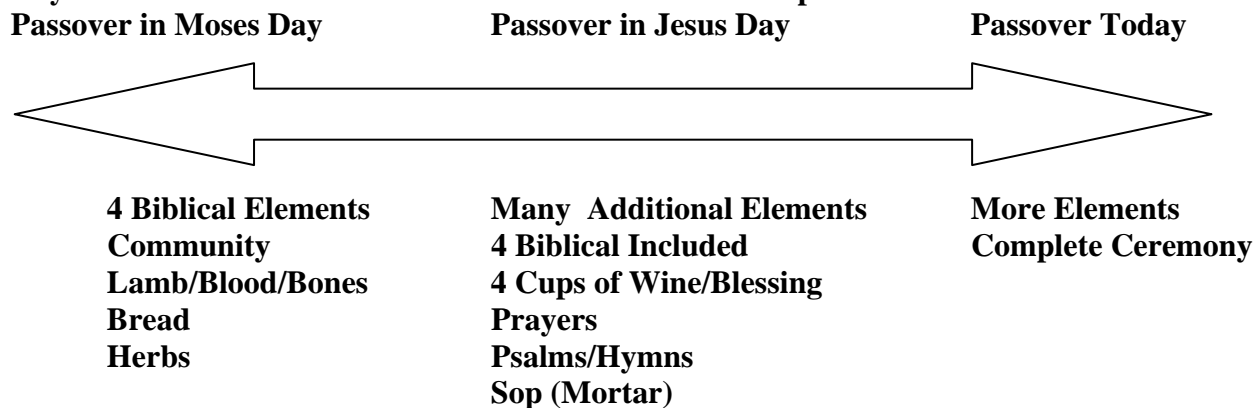 Passover in Moses Day Passover in Jesus Day Passover Today
4 Biblical Elements Many Additional Elements More Elements
Community 4 Biblical Included Complete Ceremony
Lamb/Blood/Bones 4 Cups of Wine/Blessing
Bread Prayers
Herbs Psalms/Hymns
Sop (Mortar)